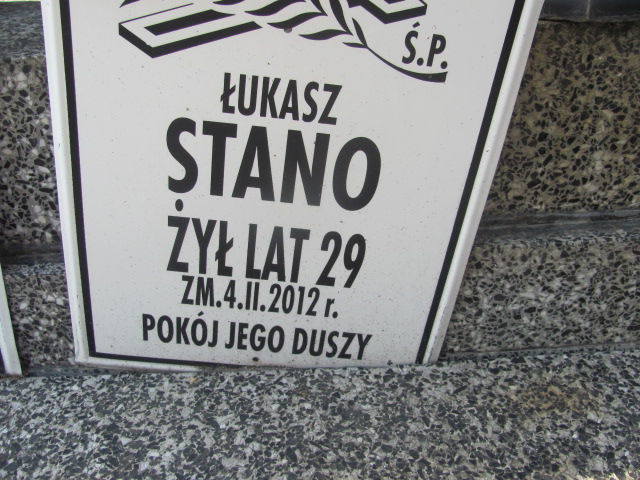 Ś.P.
ŁUKASZ
STANO
ŻYŁ LAT 29
ZM.4.II.2012 r.
POKÓJ JEGO DUSZY